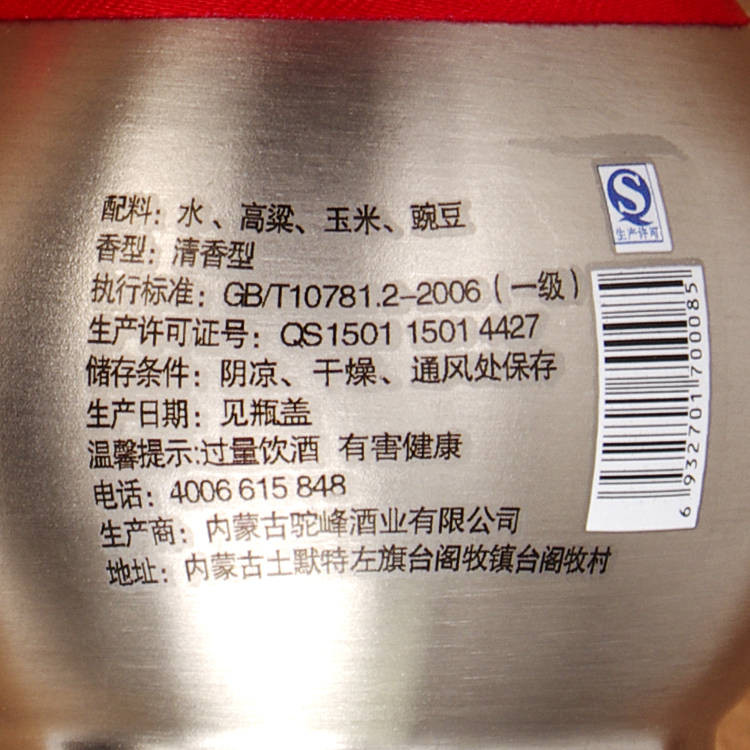 配料：水、高粱、玉米、豌豆
香型：清香型
执行标准：GB/T10781.2-2006（一级）
生产许可证号：QS1501 1501 4427
储存条件：阴凉、干燥、通风处保存
生产日期：见瓶盖
温馨提示:过量饮酒 有害健康
电话：4006 615 848
生产商：内蒙古驼峰酒业有限公司
地址：内蒙古土默特左旗台阁牧镇台阁牧村
QS
生产许可
6 932701 700085